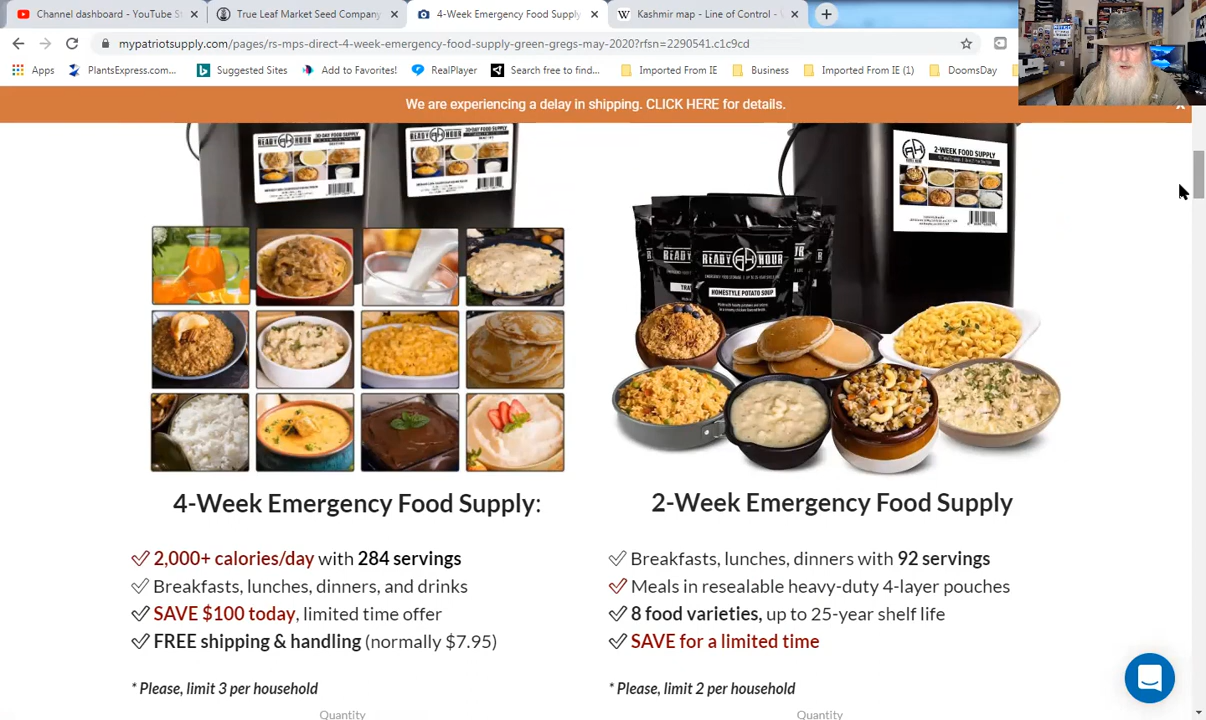 Channel dashboard - YouTube S
True Leaf Market Seed Company
4-Week Emergency Food Supply
Kashmir map - Line of Control -
mypatriotsupply.com/pages/rs-mps-direct-4-week-emergency-food-supply-green-gregs-may-2020?rfsn=2290541.c1c9cd
Apps
PlantsExpress.com...
Suggested Sites
Add to Favorites!
RealPlayer
Search free to find...
Imported From IE
Business
Imported From IE (1)
DoomsDay
We are experiencing a delay in shipping. CLICK HERE for details.
READY HOUR
READY HOUR
2-WEEK FOOD SUPPLY
READY HOUR
HOMESTYLE POTATO SOUP
4-Week Emergency Food Supply:
2,000+ calories/day with 284 servings
Breakfasts, lunches, dinners, and drinks
SAVE $100 today, limited time offer
FREE shipping & handling (normally $7.95)
* Please, limit 3 per household
Quantity
2-Week Emergency Food Supply
Breakfasts, lunches, dinners with 92 servings
Meals in resealable heavy-duty 4-layer pouches
8 food varieties, up to 25-year shelf life
SAVE for a limited time
* Please, limit 2 per household
Quantity